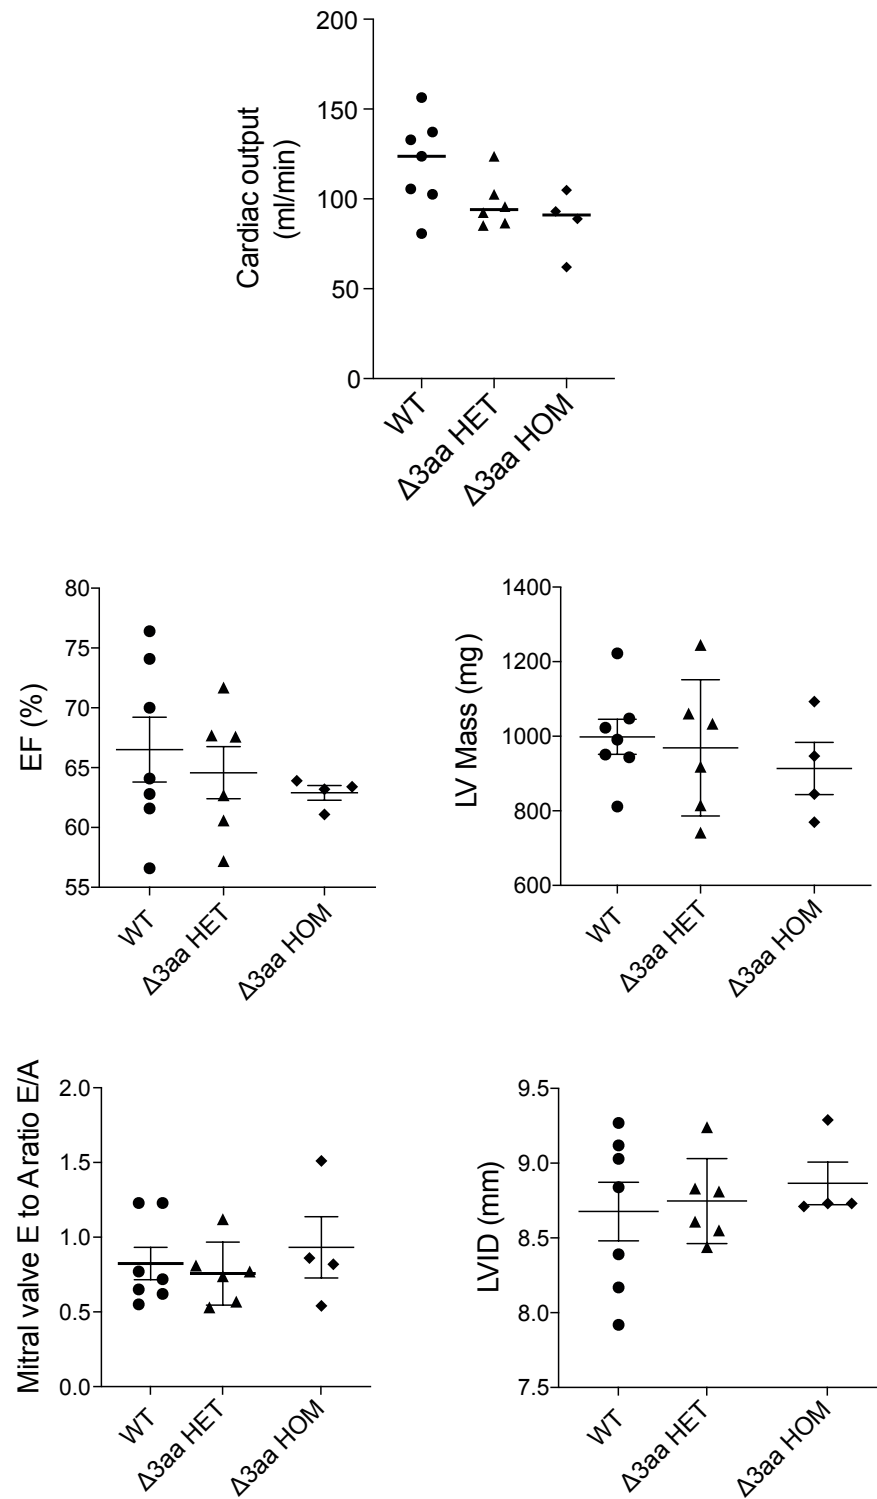 200
150
100
50
0
Cardiac output
(ml/min)
WT
Δ3aa HET
Δ3aa HOM
80
75
70
65
60
55
EF (%)
WT
Δ3aa HET
Δ3aa HOM
1400
1200
1000
800
600
LV Mass (mg)
WT
Δ3aa HET
Δ3aa HOM
2.0
1.5
1.0
0.5
0.0
Mitral valve E to Aratio E/A
WT
Δ3aa HET
Δ3aa HOM
9.5
9.0
8.5
8.0
7.5
LVID (mm)
WT
Δ3aa HET
Δ3aa HOM